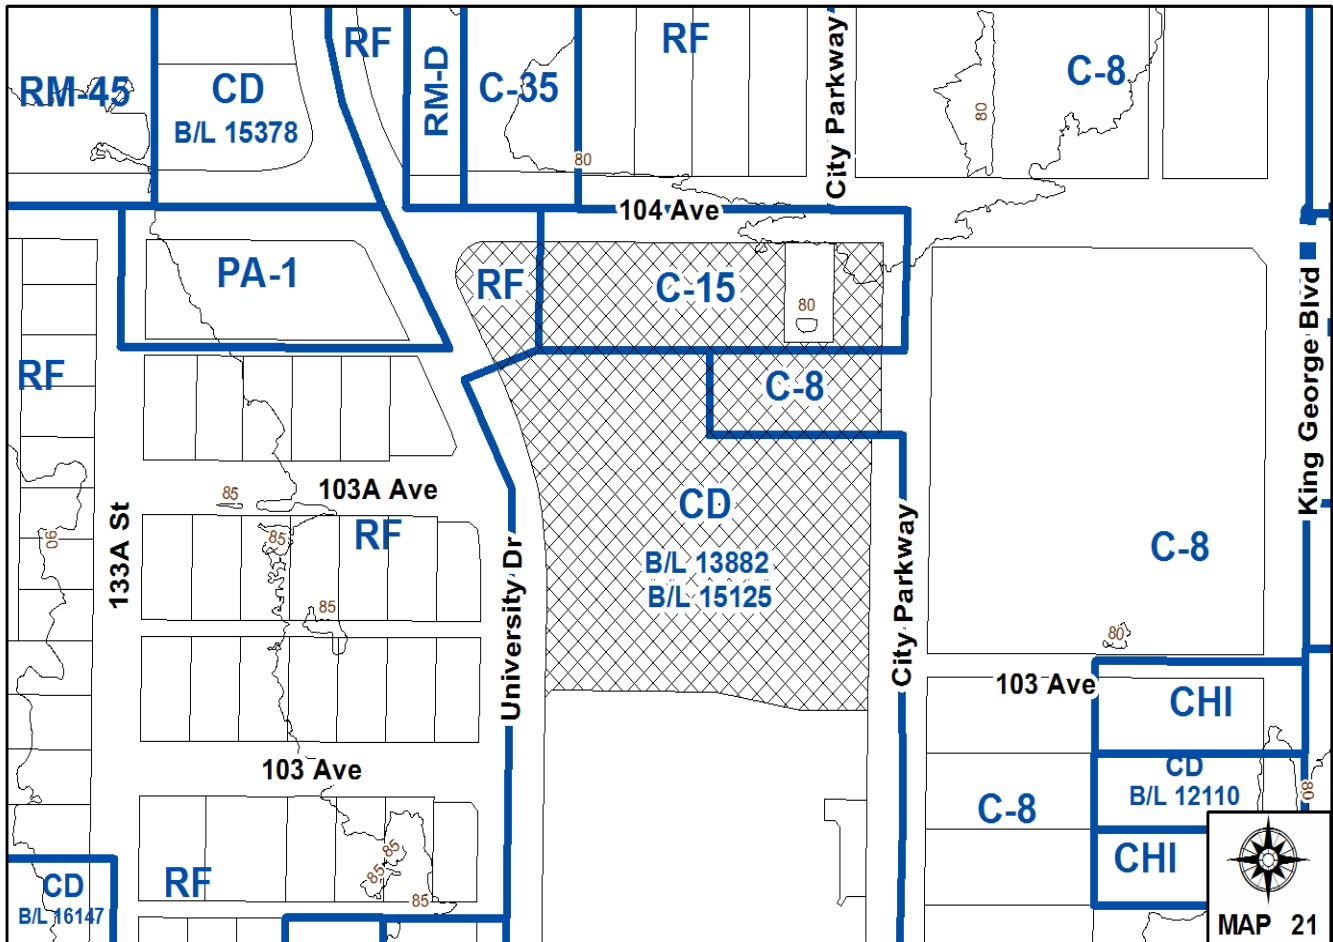 RF
City Parkway
RF
RM-45
CD
B/L 15378
RM-D
C-35
C-8
80
80
104 Ave
PA-1
RF
C-15
80
King George Blvd
RF
C-8
85
103A Ave
133A St
90
85
RF
CD
B/L 13882
B/L 15125
University Dr
City Parkway
C-8
85
80
103 Ave
CHI
103 Ave
CD
B/L 12110
80
C-8
85
85
85
CHI
RF
CD
B/L 16147
MAP 21